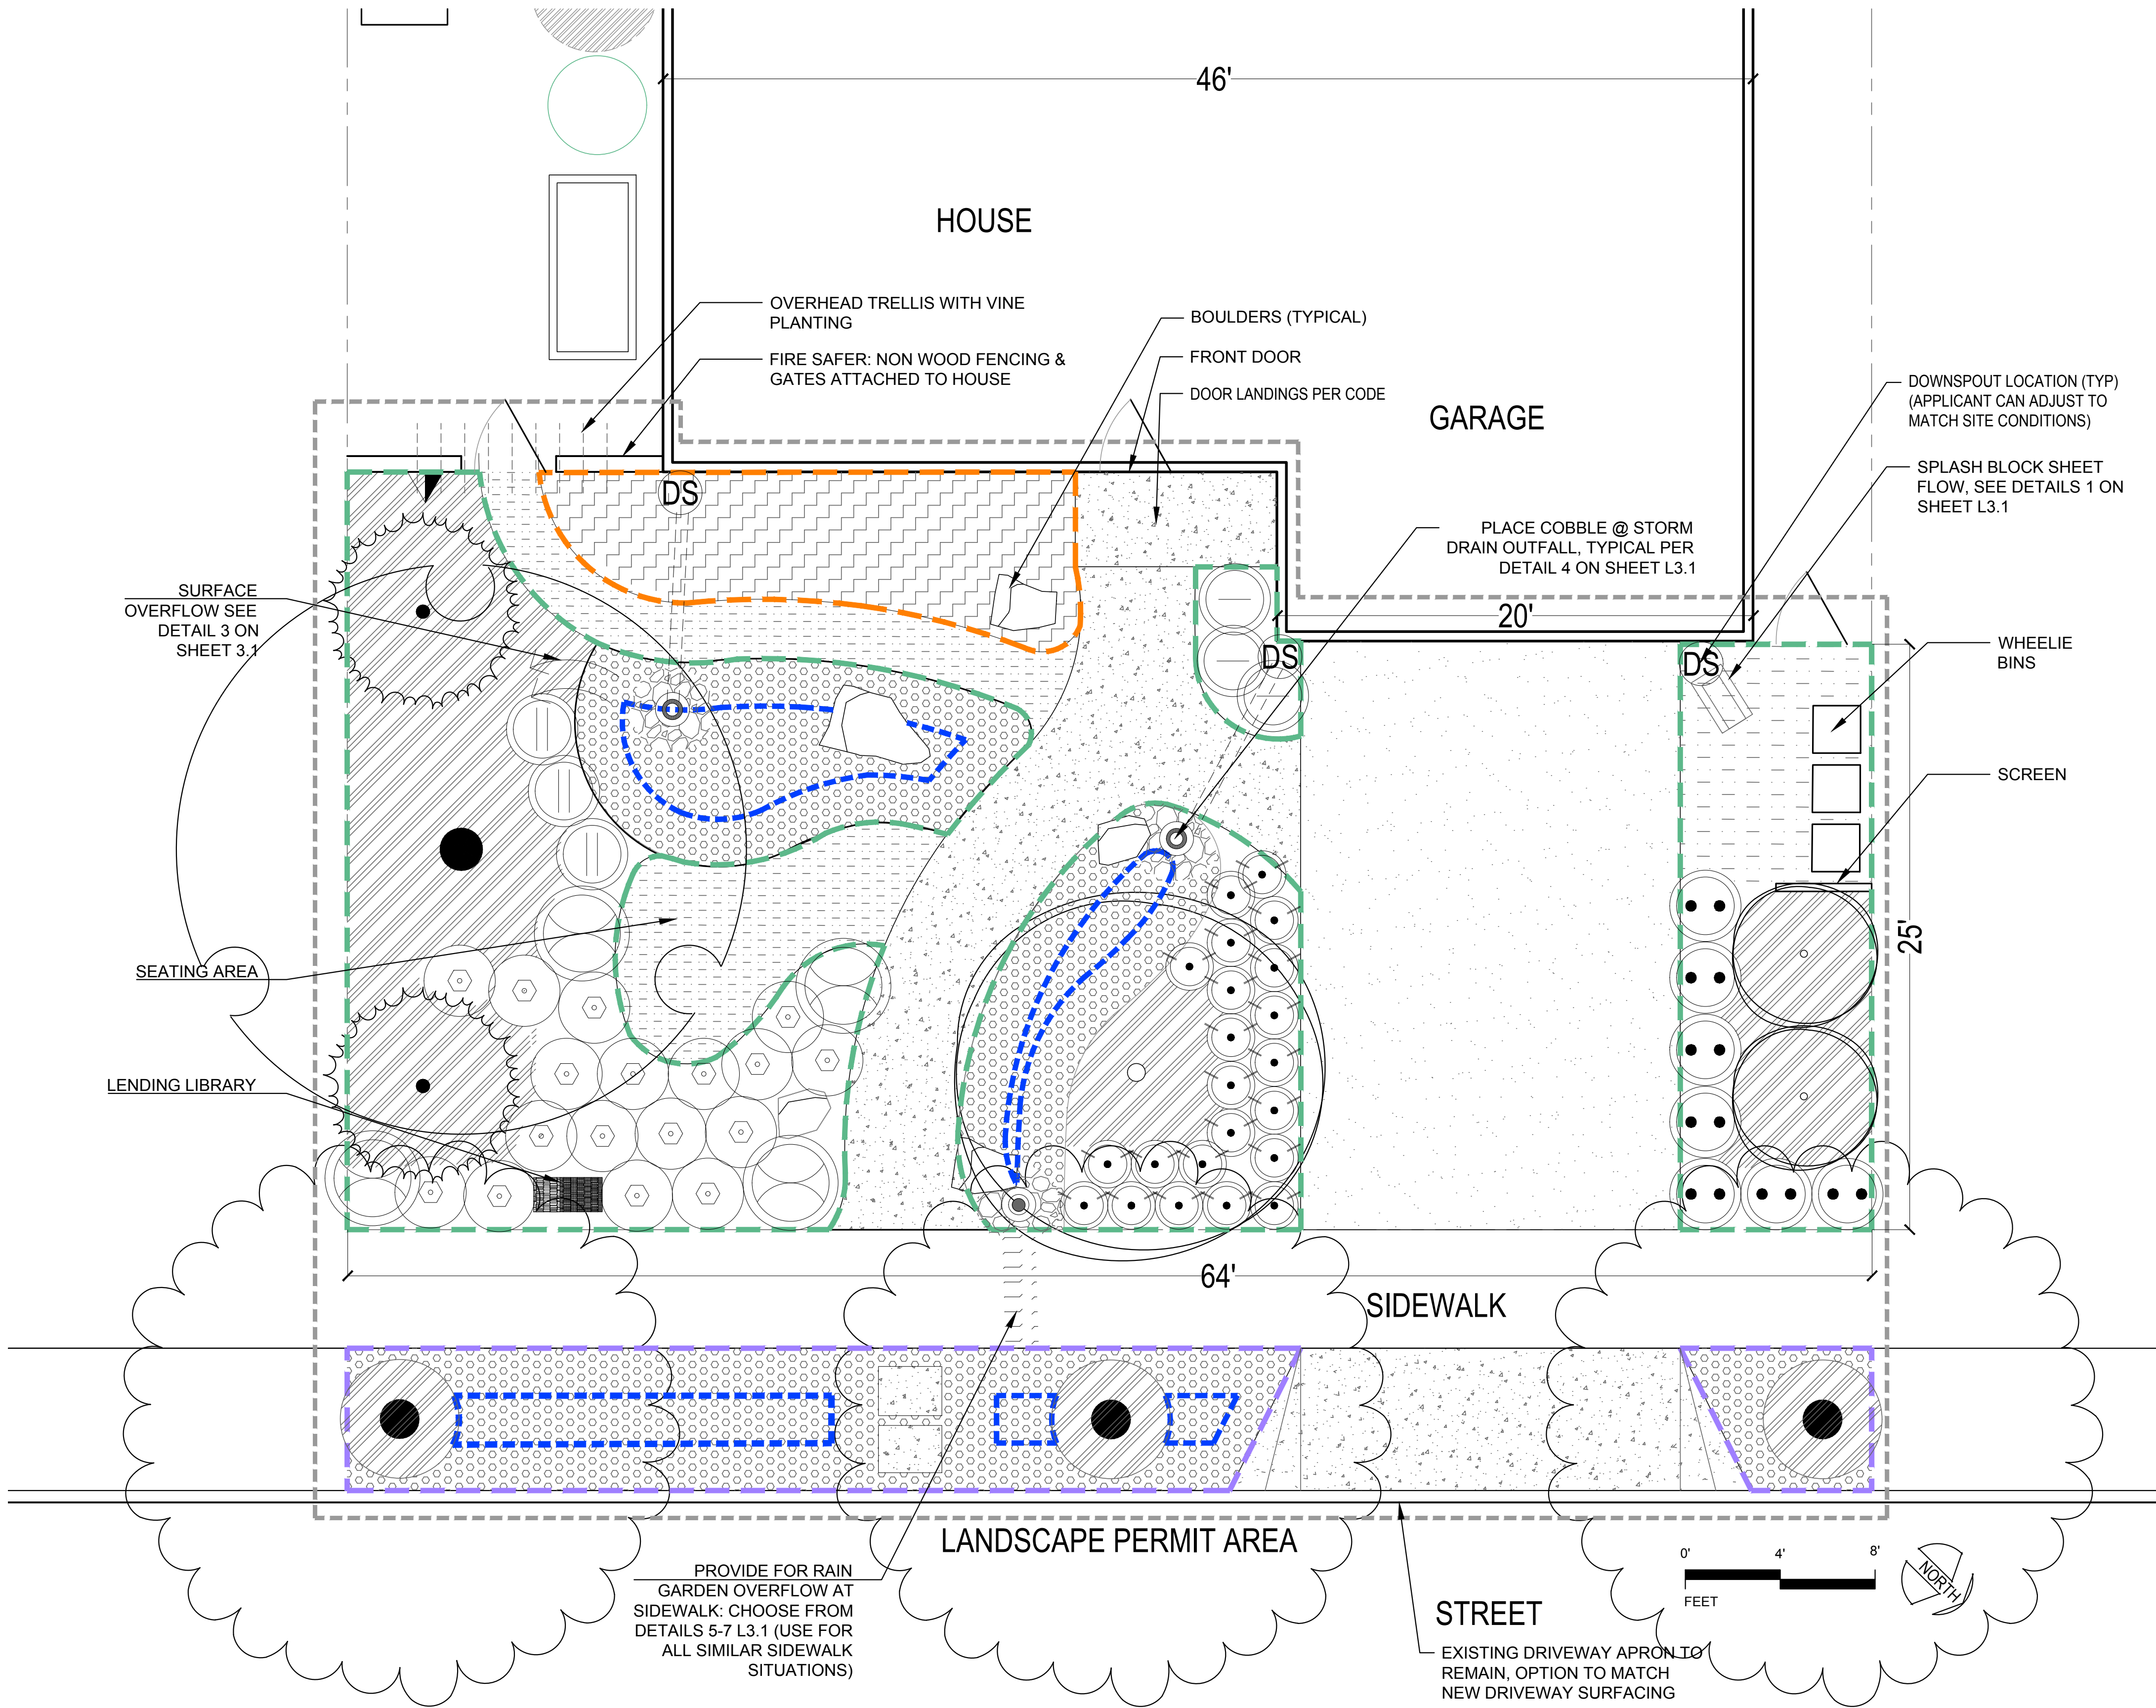 46'
HOUSE
OVERHEAD TRELLIS WITH VINE
PLANTING
FIRE SAFER: NON WOOD FENCING &
GATES ATTACHED TO HOUSE
BOULDERS (TYPICAL)
FRONT DOOR
DOOR LANDINGS PER CODE
GARAGE
DOWNSPOUT LOCATION (TYP)
(APPLICANT CAN ADJUST TO
MATCH SITE CONDITIONS)
SPLASH BLOCK SHEET
FLOW, SEE DETAILS 1 ON
SHEET L3.1
DS
PLACE COBBLE @ STORM
DRAIN OUTFALL, TYPICAL PER
DETAIL 4 ON SHEET L3.1
SURFACE
OVERFLOW SEE
DETAIL 3 ON
SHEET 3.1
20'
DS
DS
WHEELIE
BINS
SCREEN
25'
SEATING AREA
LENDING LIBRARY
64'
SIDEWALK
LANDSCAPE PERMIT AREA
PROVIDE FOR RAIN
GARDEN OVERFLOW AT
SIDEWALK: CHOOSE FROM
DETAILS 5-7 L3.1 (USE FOR
ALL SIMILAR SIDEWALK
SITUATIONS)
STREET
EXISTING DRIVEWAY APRON TO
REMAIN, OPTION TO MATCH
NEW DRIVEWAY SURFACING
0' 4' 8'
FEET
NORTH